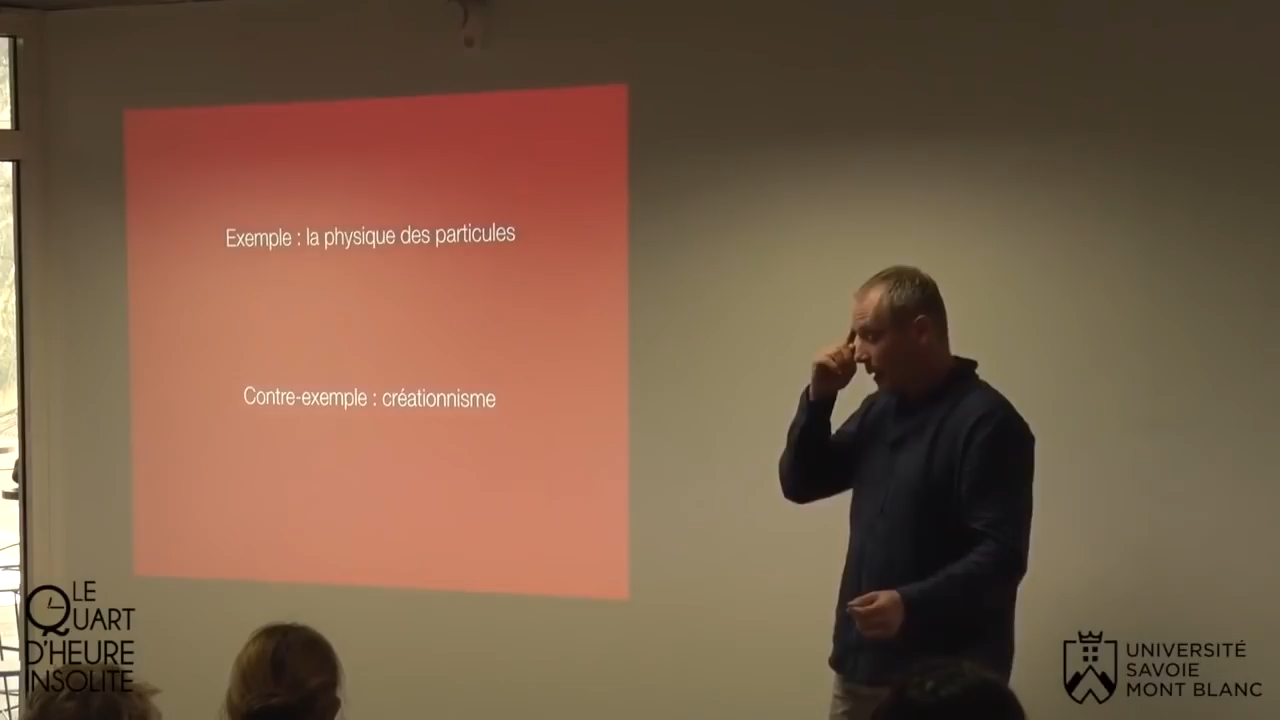 Exemple : la physique des particules
Contre-exemple : créationnisme
LE
QUART
D'HEURE
INSOLITE
UNIVERSITÉ
SAVOIE
MONT BLANC